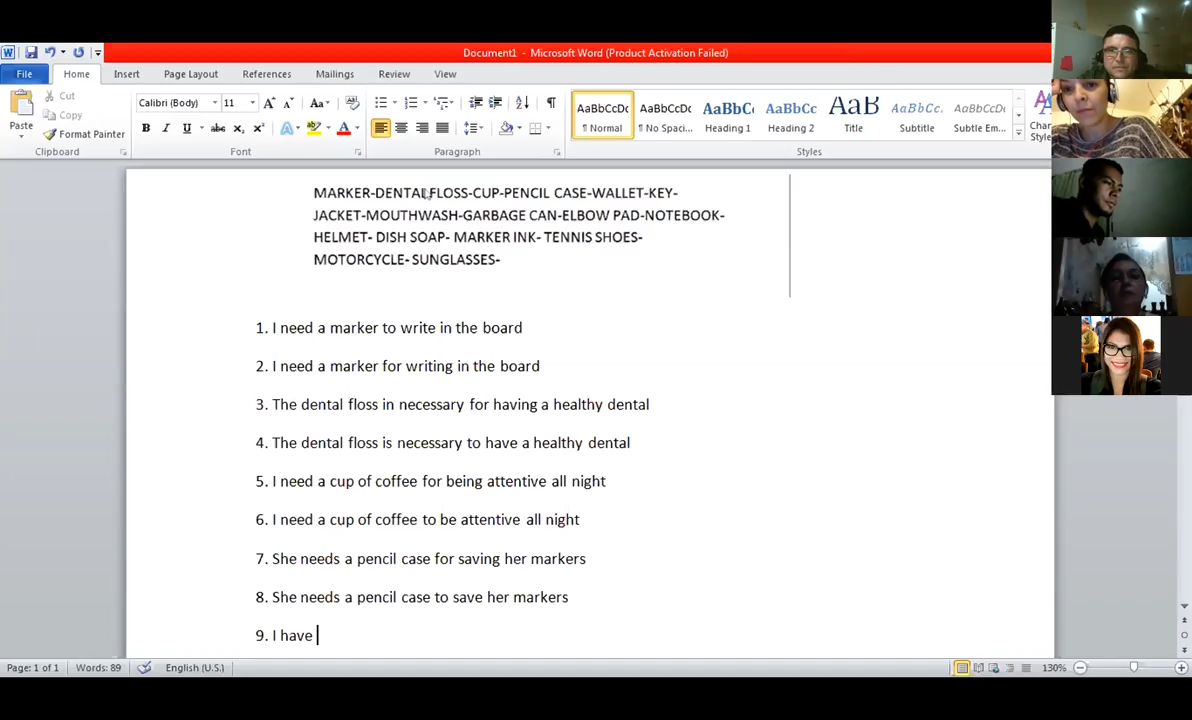 Document1 - Microsoft Word (Product Activation Failed)
File Home Insert Page Layout References Mailings Review View
Cut
Copy
Format Painter
Paste
Clipboard
Calibri (Body) 11
Font
Paragraph
AaBbCcDc AaBbCcDc AaBbC AaBbCc AaB AaBbCc. AaBbCcDc
¶ Normal ¶ No Spaci... Heading 1 Heading 2 Title Subtitle Subtle Em...
Styles
MARKER-DENTAL FLOSS-CUP-PENCIL CASE-WALLET-KEY-
JACKET-MOUTHWASH-GARBAGE CAN-ELBOW PAD-NOTEBOOK-
HELMET- DISH SOAP- MARKER INK- TENNIS SHOES-
MOTORCYCLE- SUNGLASSES-
1. I need a marker to write in the board
2. I need a marker for writing in the board
3. The dental floss in necessary for having a healthy dental
4. The dental floss is necessary to have a healthy dental
5. I need a cup of coffee for being attentive all night
6. I need a cup of coffee to be attentive all night
7. She needs a pencil case for saving her markers
8. She needs a pencil case to save her markers
9. I have
Page: 1 of 1 Words: 89 English (U.S.) 130%